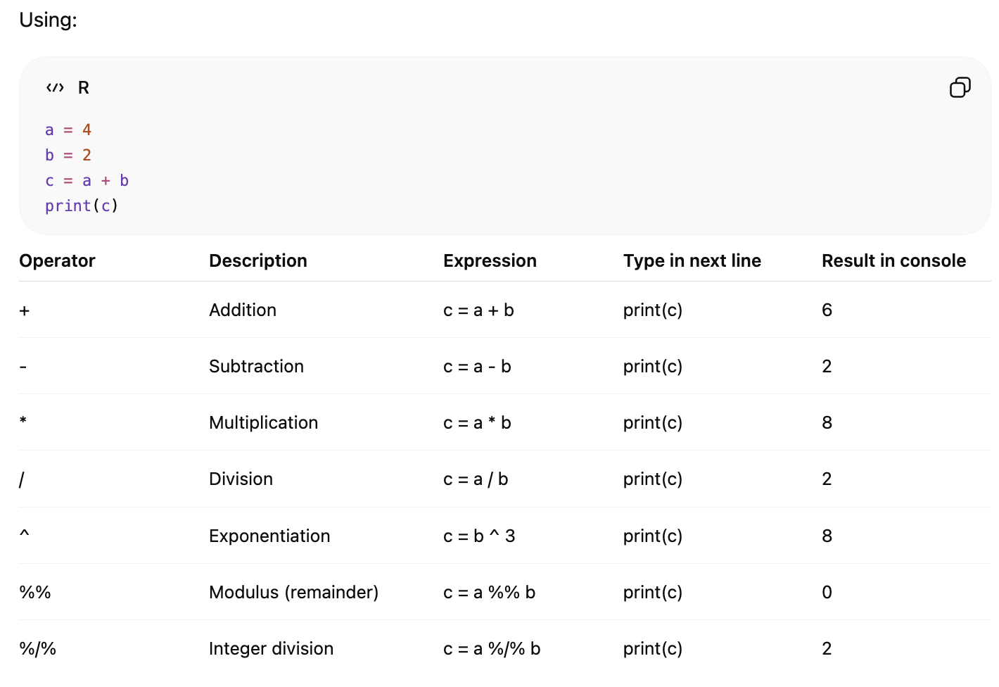 Using:
R
a = 4
b = 2
c = a + b
print(c)
Operator Description Expression Type in next line Result in console
+ Addition c = a + b print(c) 6
- Subtraction c = a - b print(c) 2
* Multiplication c = a * b print(c) 8
/ Division c = a / b print(c) 2
^ Exponentiation c = b ^ 3 print(c) 8
%% Modulus (remainder) c = a %% b print(c) 0
%/% Integer division c = a %/% b print(c) 2